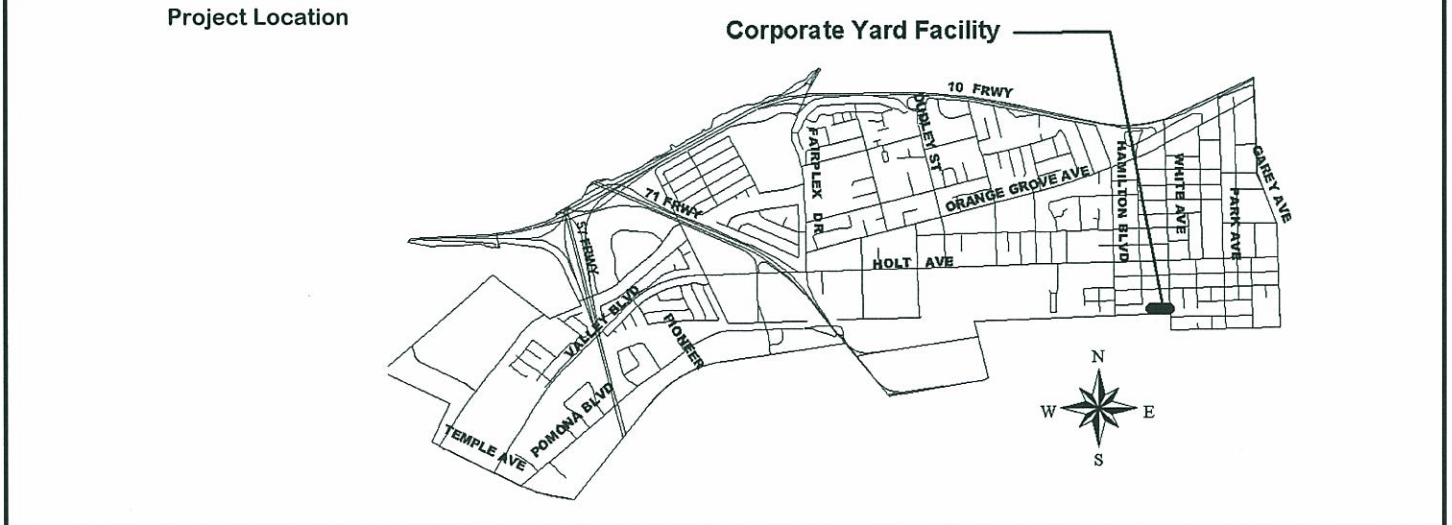 Project Location
Corporate Yard Facility
10 FRWY
DUDLEY ST
FAIRPLEX DR
GAREY AVE
HAMILTON BLVD
WHITE AVE
ORANGE GROVE AVE
PARK AVE
71 FRWY
57 FRWY
HOLT AVE
VALLEY BLVD
PIONEER
POMONA BLVD
TEMPLE AVE
N
W E
S